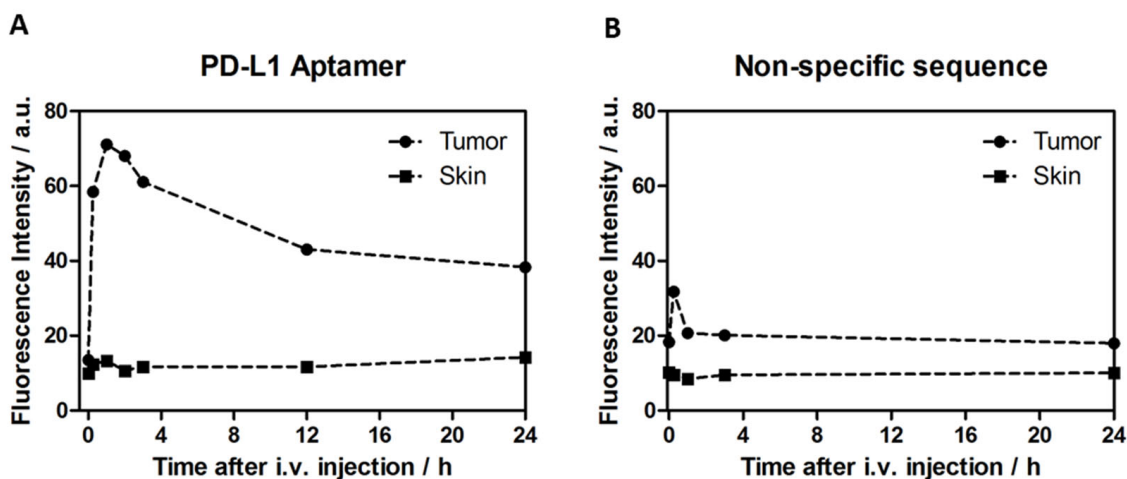 A
PD-L1 Aptamer
Fluorescence Intensity / a.u.
80
60
40
20
0
Tumor
Skin
0 4 8 12 16 20 24
Time after i.v. injection / h
B
Non-specific sequence
Fluorescence Intensity / a.u.
80
60
40
20
0
Tumor
Skin
0 4 8 12 16 20 24
Time after i.v. injection / h